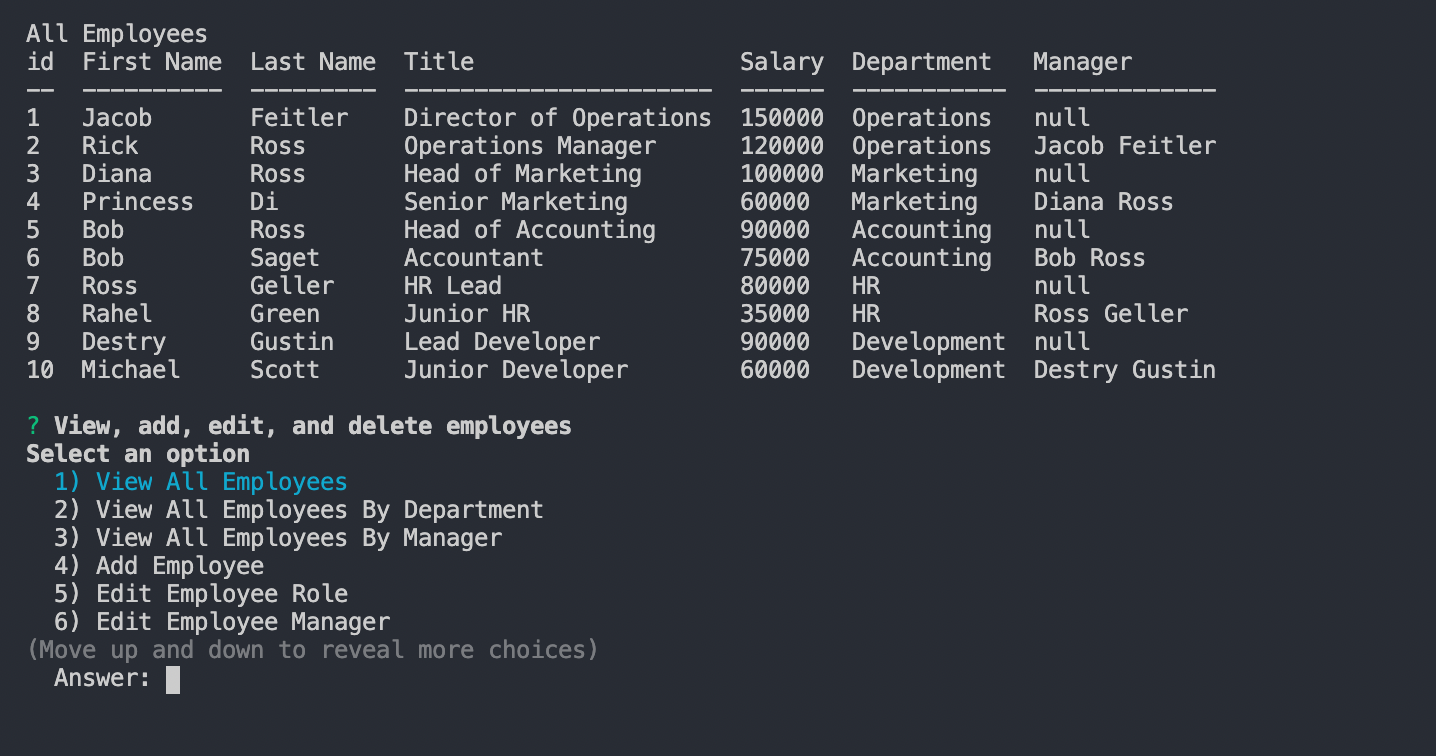 All Employees
id  First Name  Last Name  Title                   Salary  Department   Manager
--  ----------  ---------  ----------------------  ------  -----------  -------------
1   Jacob       Feitler    Director of Operations  150000  Operations   null
2   Rick        Ross       Operations Manager      120000  Operations   Jacob Feitler
3   Diana       Ross       Head of Marketing       100000  Marketing    null
4   Princess    Di         Senior Marketing        60000   Marketing    Diana Ross
5   Bob         Ross       Head of Accounting      90000   Accounting   null
6   Bob         Saget      Accountant              75000   Accounting   Bob Ross
7   Ross        Geller     HR Lead                 80000   HR           null
8   Rahel       Green      Junior HR               35000   HR           Ross Geller
9   Destry      Gustin     Lead Developer          90000   Development  null
10  Michael     Scott      Junior Developer        60000   Development  Destry Gustin
? View, add, edit, and delete employees
Select an option
  1) View All Employees
  2) View All Employees By Department
  3) View All Employees By Manager
  4) Add Employee
  5) Edit Employee Role
  6) Edit Employee Manager
(Move up and down to reveal more choices)
  Answer: